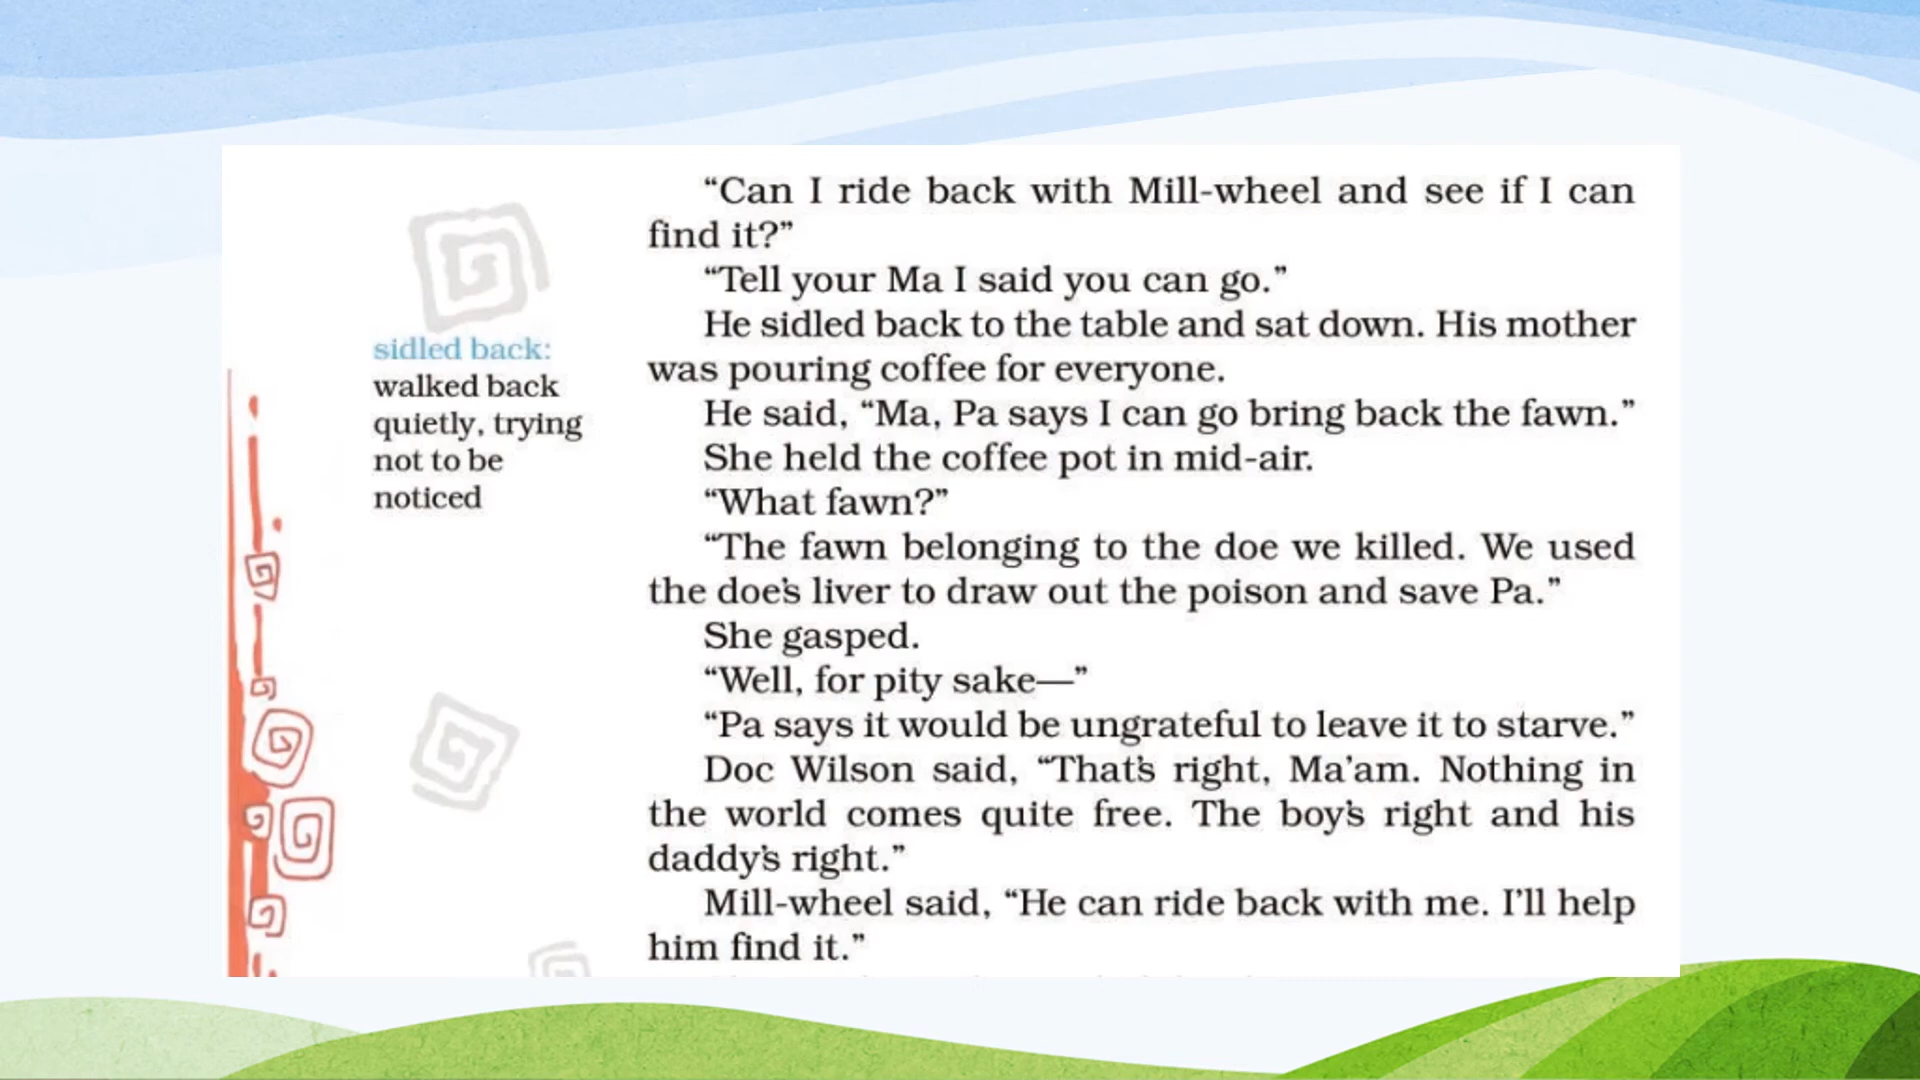 “Can I ride back with Mill-wheel and see if I can
find it?”
“Tell your Ma I said you can go.”
He sidled back to the table and sat down. His mother
was pouring coffee for everyone.
He said, “Ma, Pa says I can go bring back the fawn.”
She held the coffee pot in mid-air.
“What fawn?”
“The fawn belonging to the doe we killed. We used
the doe’s liver to draw out the poison and save Pa.”
She gasped.
“Well, for pity sake—”
“Pa says it would be ungrateful to leave it to starve.”
Doc Wilson said, “That’s right, Ma’am. Nothing in
the world comes quite free. The boy’s right and his
daddy’s right.”
Mill-wheel said, “He can ride back with me. I’ll help
him find it.”
sidled back:
walked back
quietly, trying
not to be
noticed